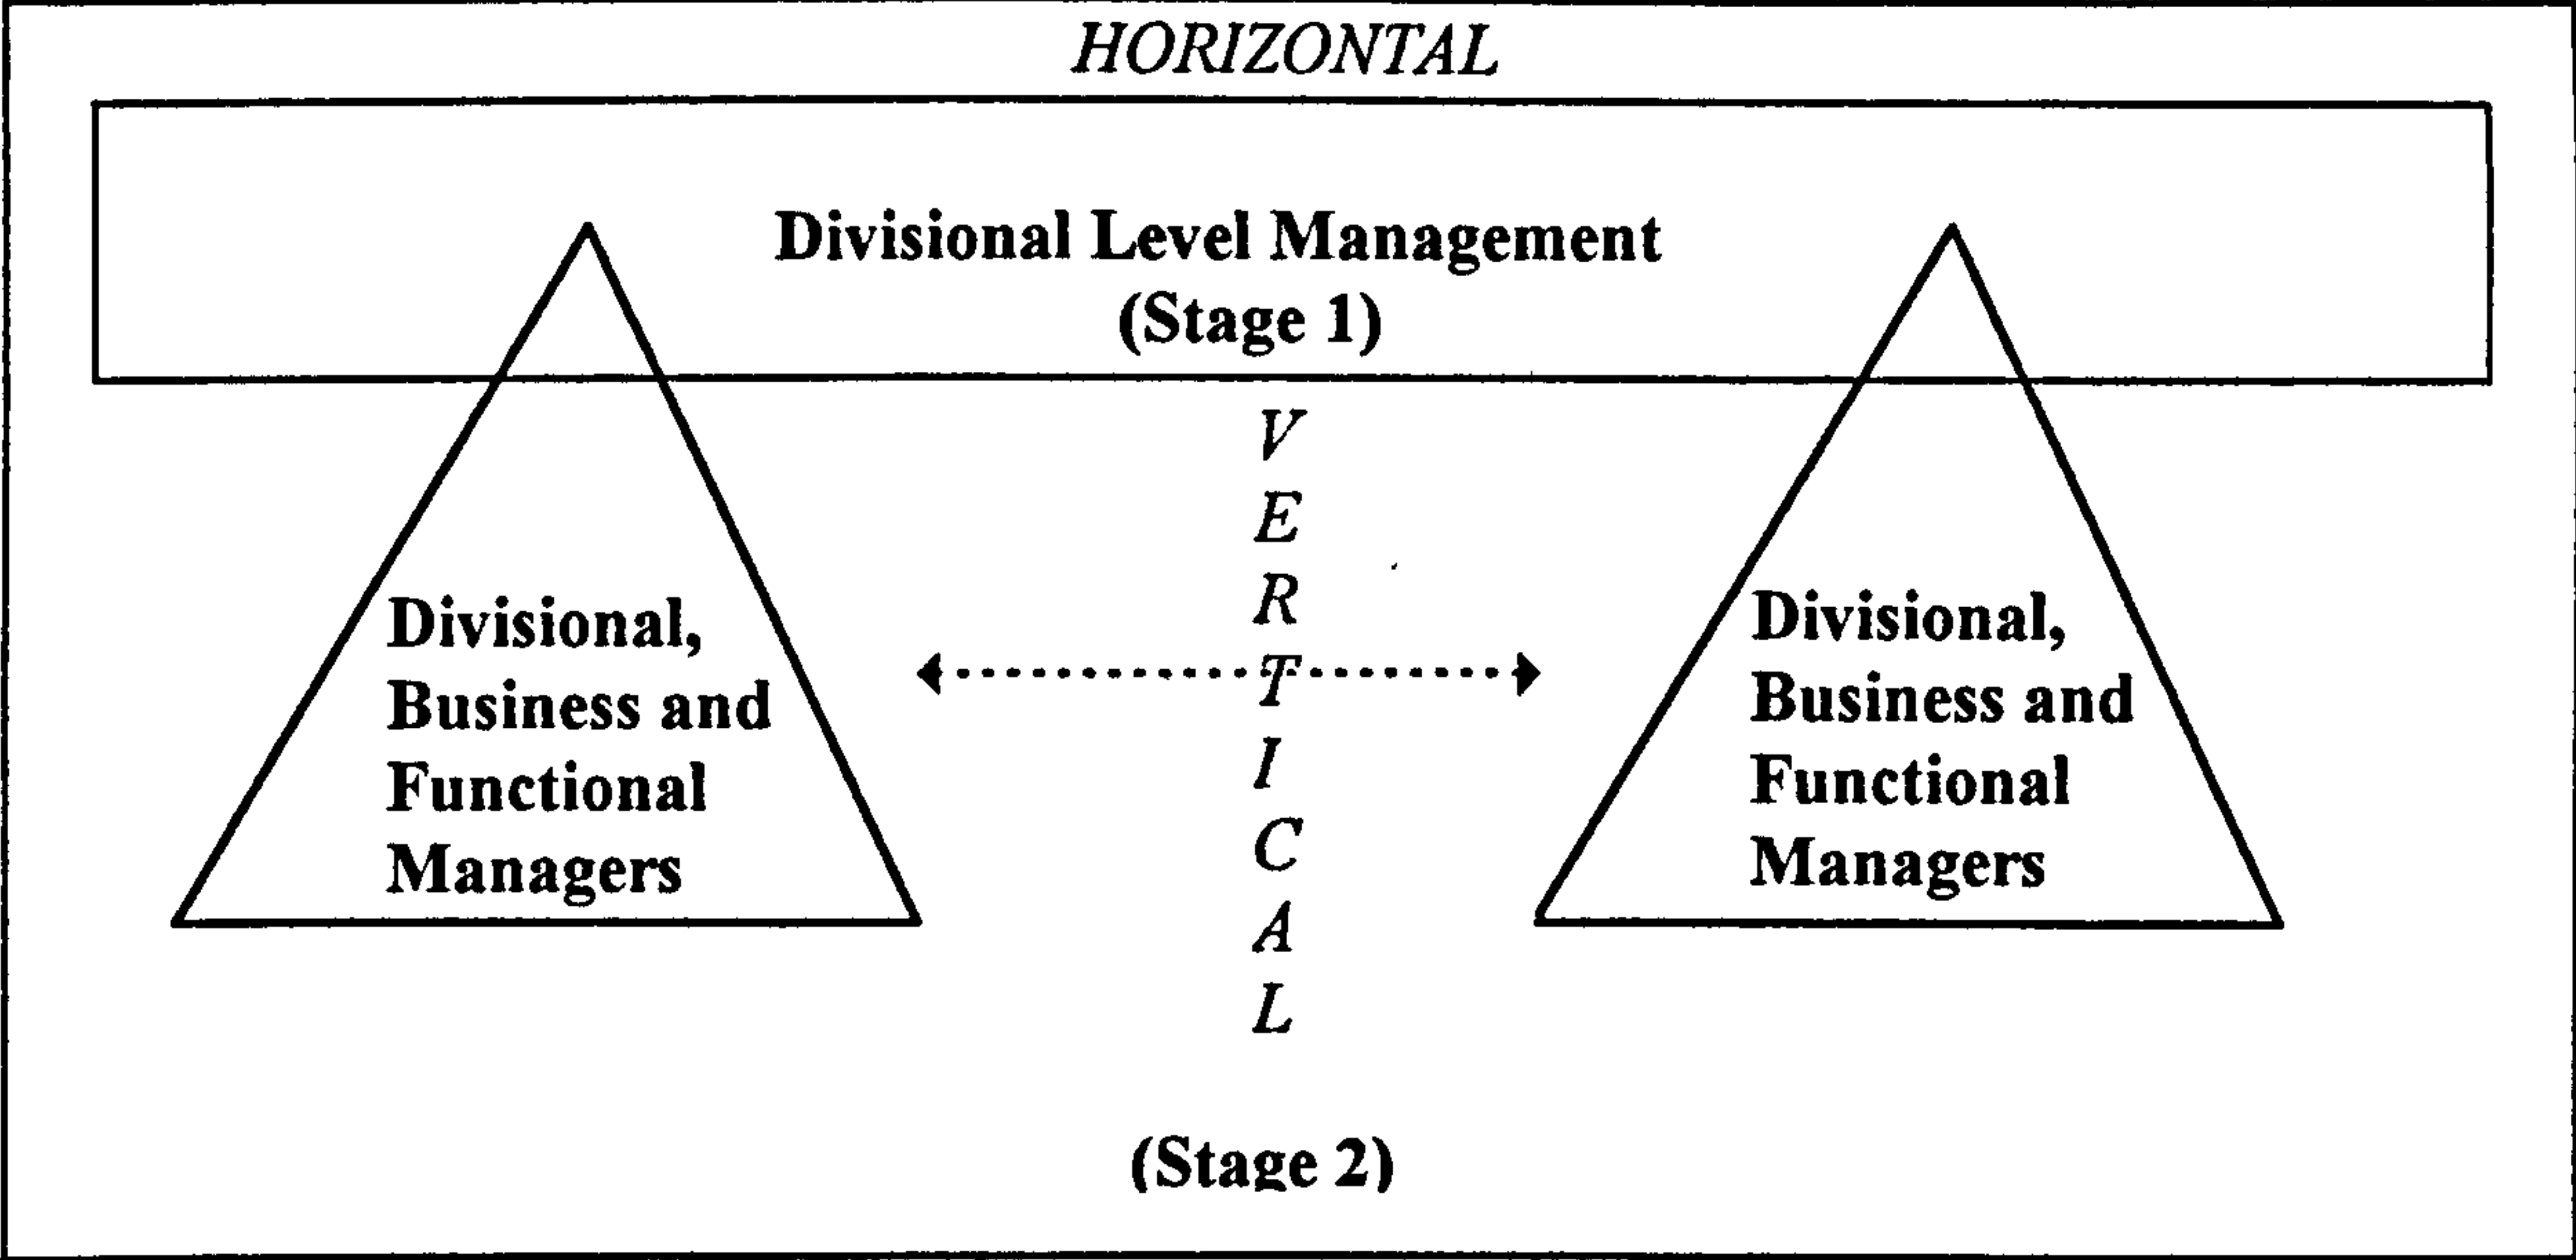 HORIZONTAL
Divisional Level Management
(Stage 1)
V
E
R
T
I
C
A
L
Divisional,
Business and
Functional
Managers
Divisional,
Business and
Functional
Managers
(Stage 2)